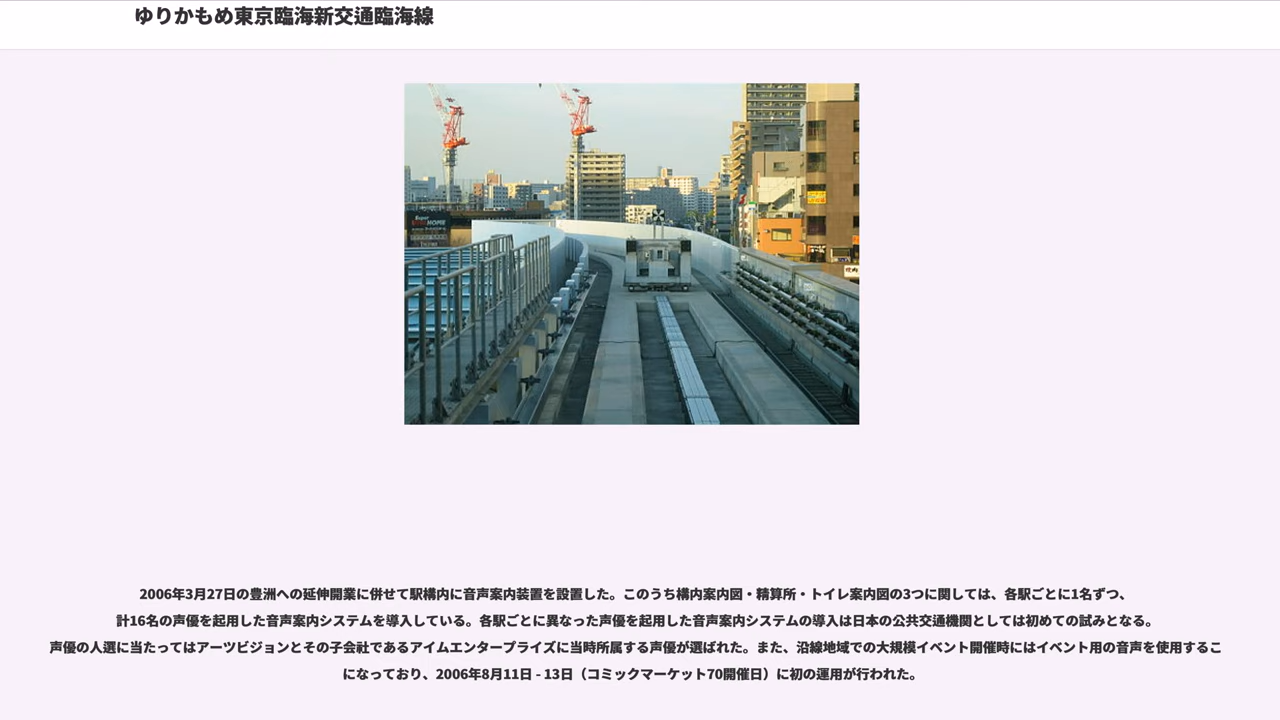 ゆりかもめ東京臨海新交通臨海線
Super
HOME
2006年3月27日の豊洲への延伸開業に併せて駅構内に音声案内装置を設置した。このうち構内案内図・精算所・トイレ案内図の3つに関しては、各駅ごとに1名ずつ、
計16名の声優を起用した音声案内システムを導入している。各駅ごとに異なった声優を起用した音声案内システムの導入は日本の公共交通機関としては初めての試みとなる。
声優の人選に当たってはアーツビジョンとその子会社であるアイムエンタープライズに当時所属する声優が選ばれた。また、沿線地域での大規模イベント開催時にはイベント用の音声を使用するこ
になっており、2006年8月11日 - 13日（コミックマーケット70開催日）に初の運用が行われた。